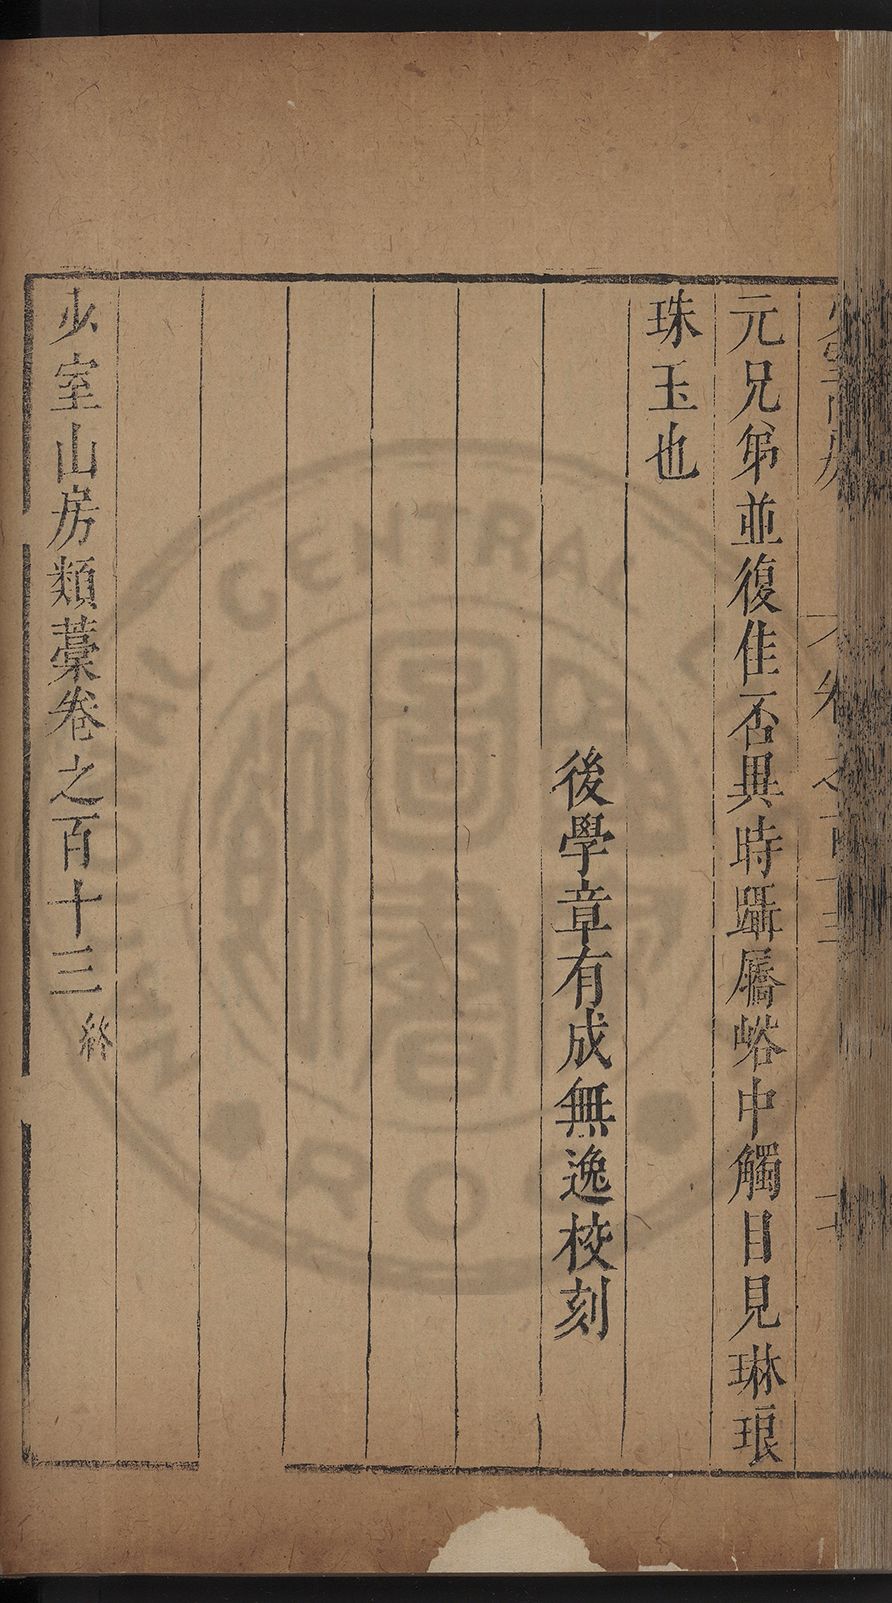 元兄弟並復佳否異時躡屩峪中觸目見琳琅
珠玉也
後學章有成無逸校刻
少室山房類藁卷之百十三 終